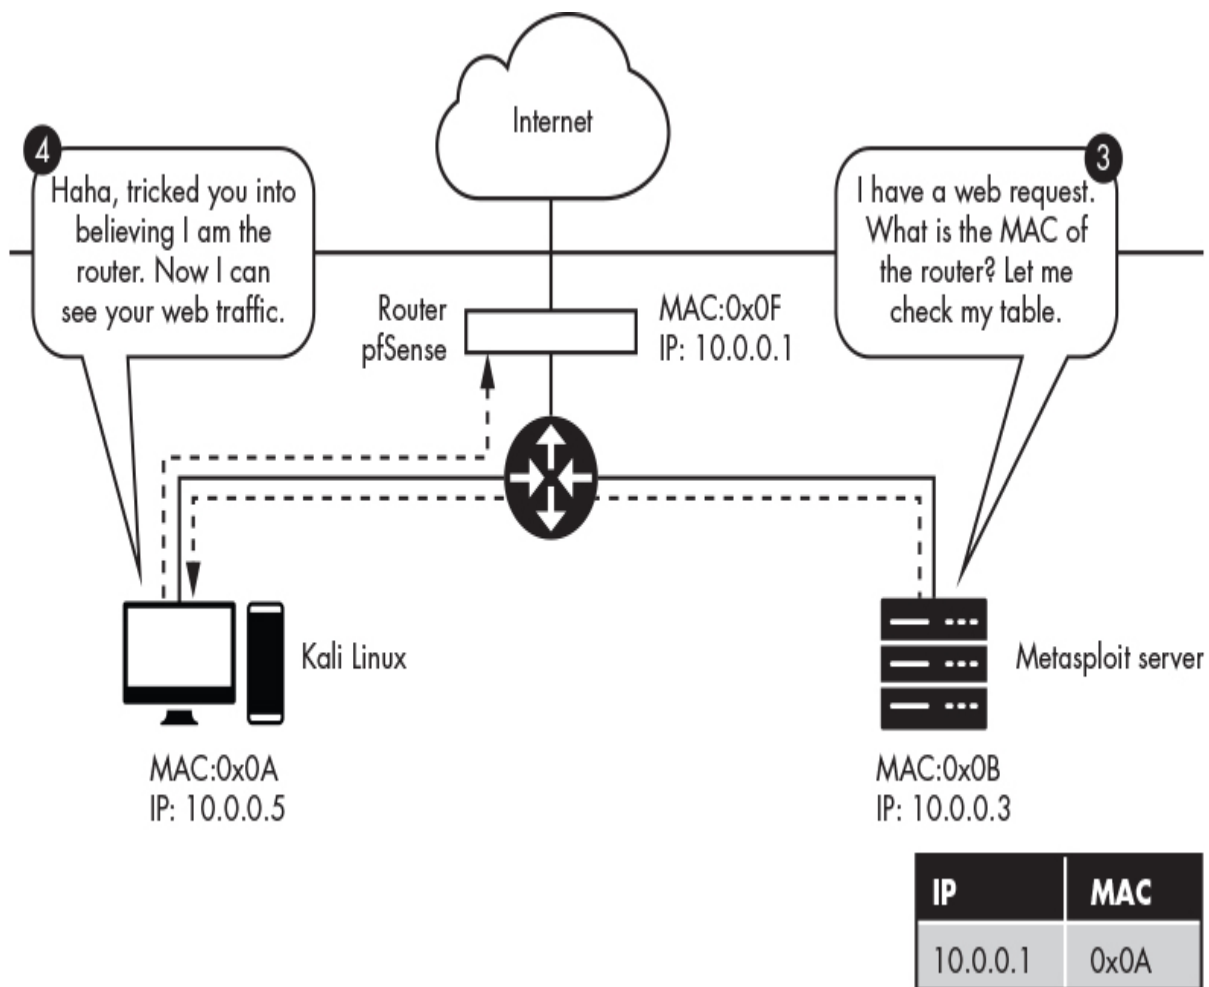 Internet
4
Haha, tricked you into
believing I am the
router. Now I can
see your web traffic.
3
I have a web request.
What is the MAC of
the router? Let me
check my table.
Router
pfSense
MAC:0x0F
IP: 10.0.0.1
Kali Linux
MAC:0x0A
IP: 10.0.0.5
Metasploit server
MAC:0x0B
IP: 10.0.0.3
IP MAC
10.0.0.1 0x0A